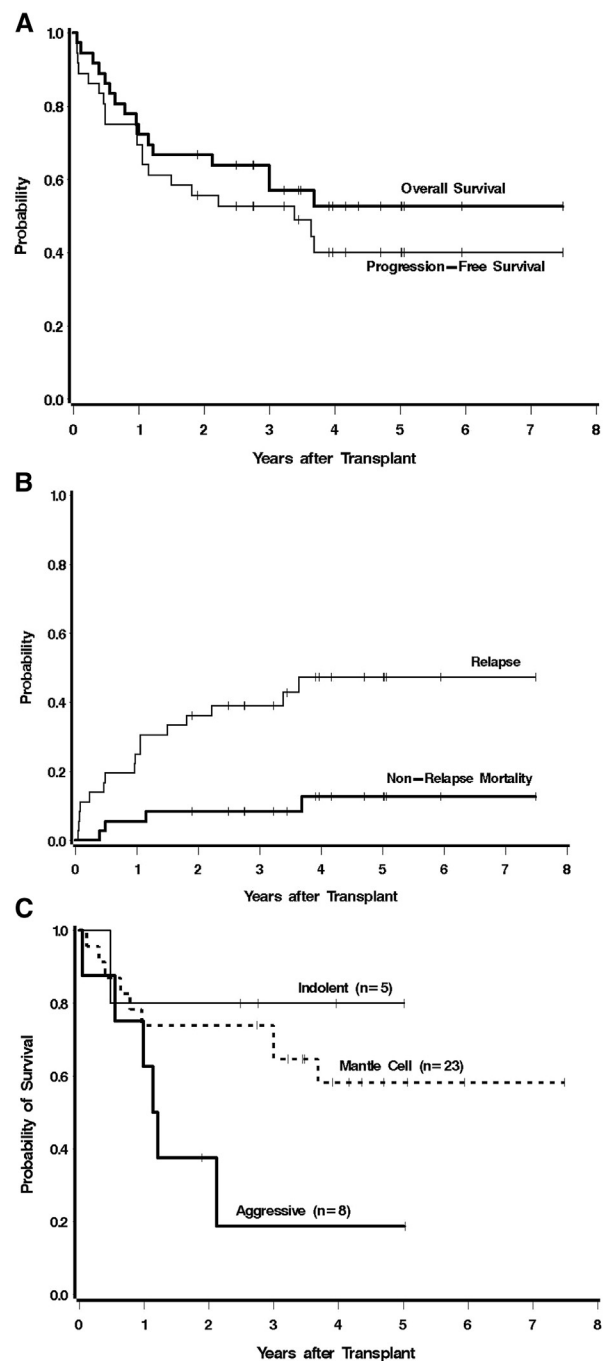 A
1.0
0.8
0.6
0.4
0.2
0.0
Probability
Overall Survival
Progression–Free Survival
0 1 2 3 4 5 6 7 8
Years after Transplant
B
1.0
0.8
0.6
0.4
0.2
0.0
Probability
Relapse
Non–Relapse Mortality
0 1 2 3 4 5 6 7 8
Years after Transplant
C
1.0
0.8
0.6
0.4
0.2
0.0
Probability of Survival
Indolent (n=5)
Mantle Cell (n=23)
Aggressive (n=8)
0 1 2 3 4 5 6 7 8
Years after Transplant